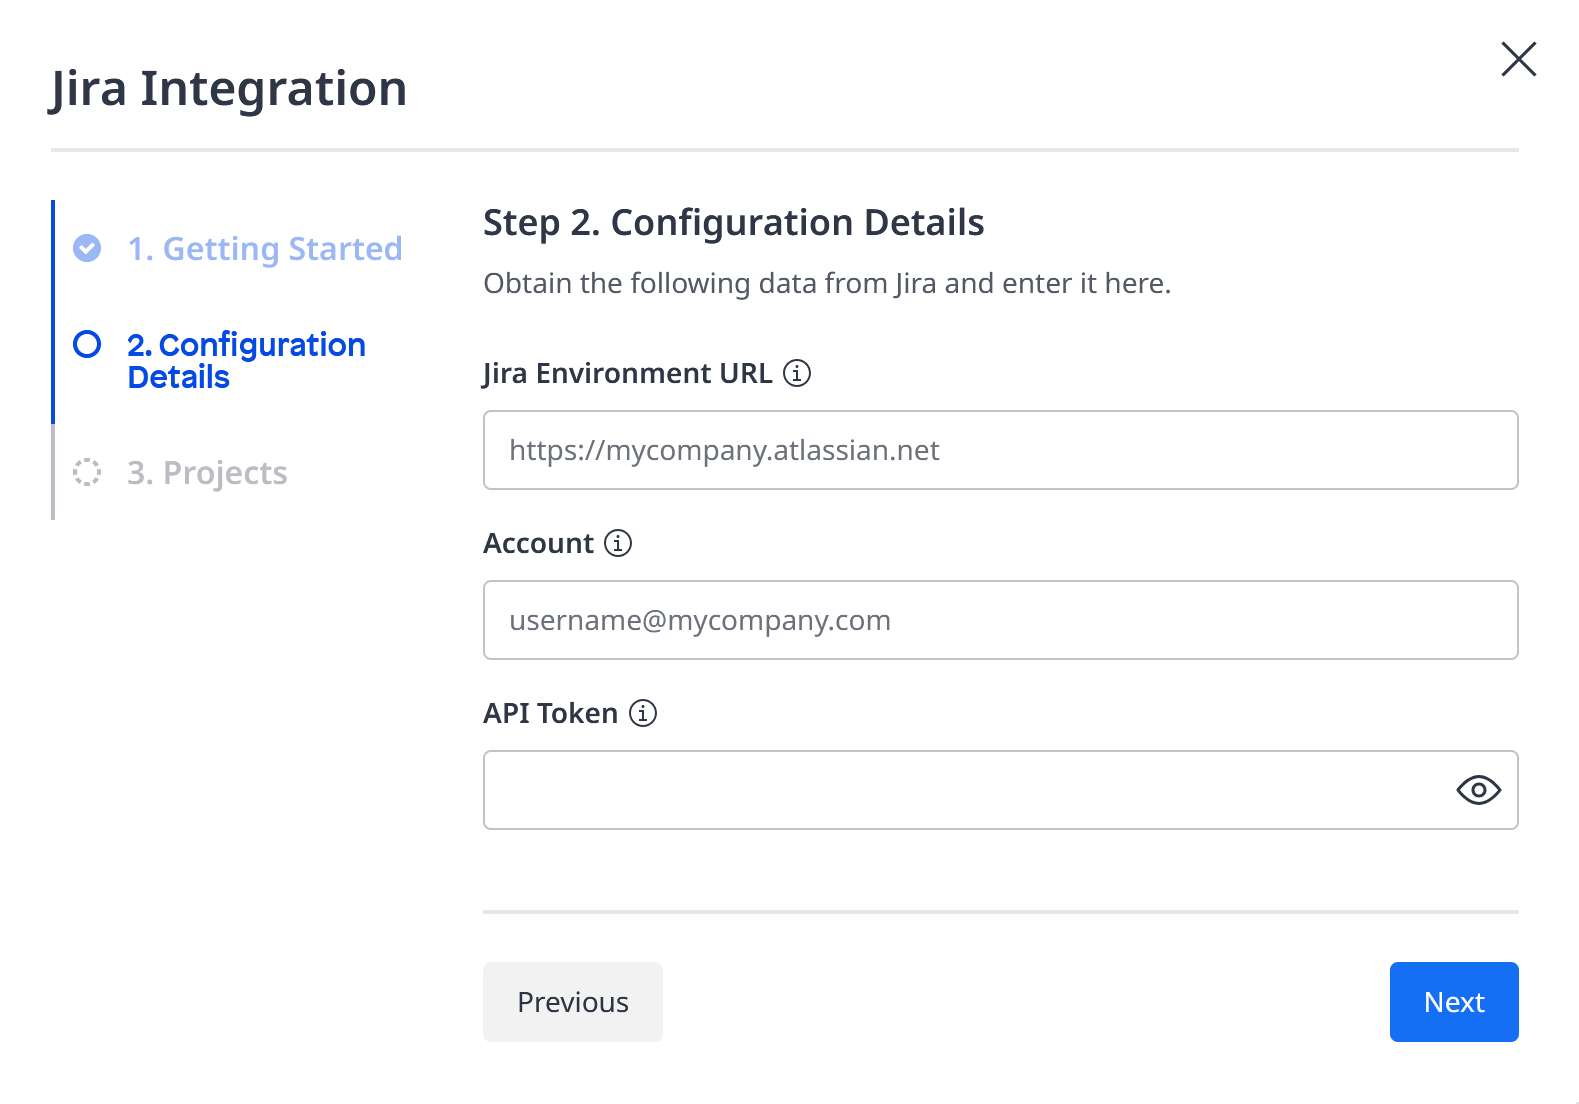 Jira Integration
1. Getting Started
2. Configuration
Details
3. Projects
Step 2. Configuration Details
Obtain the following data from Jira and enter it here.
Jira Environment URL
https://mycompany.atlassian.net
Account
username@mycompany.com
API Token
Previous
Next